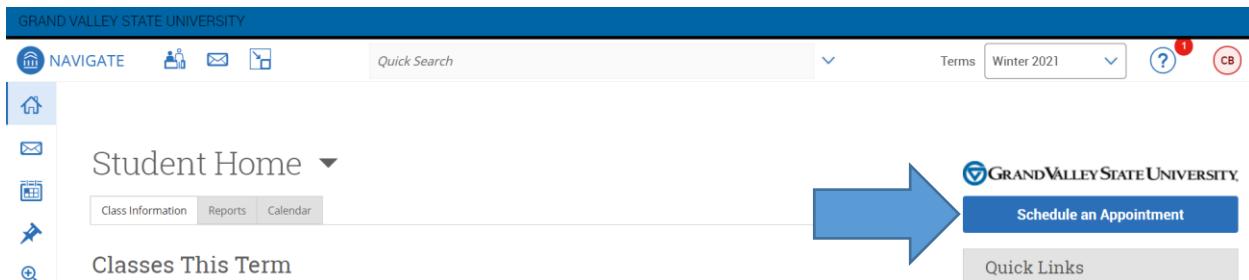 GRAND VALLEY STATE UNIVERSITY
NAVIGATE Quick Search Terms Winter 2021 ? 1 CB
Student Home
GRAND VALLEY STATE UNIVERSITY
Class Information Reports Calendar
Schedule an Appointment
Classes This Term
Quick Links